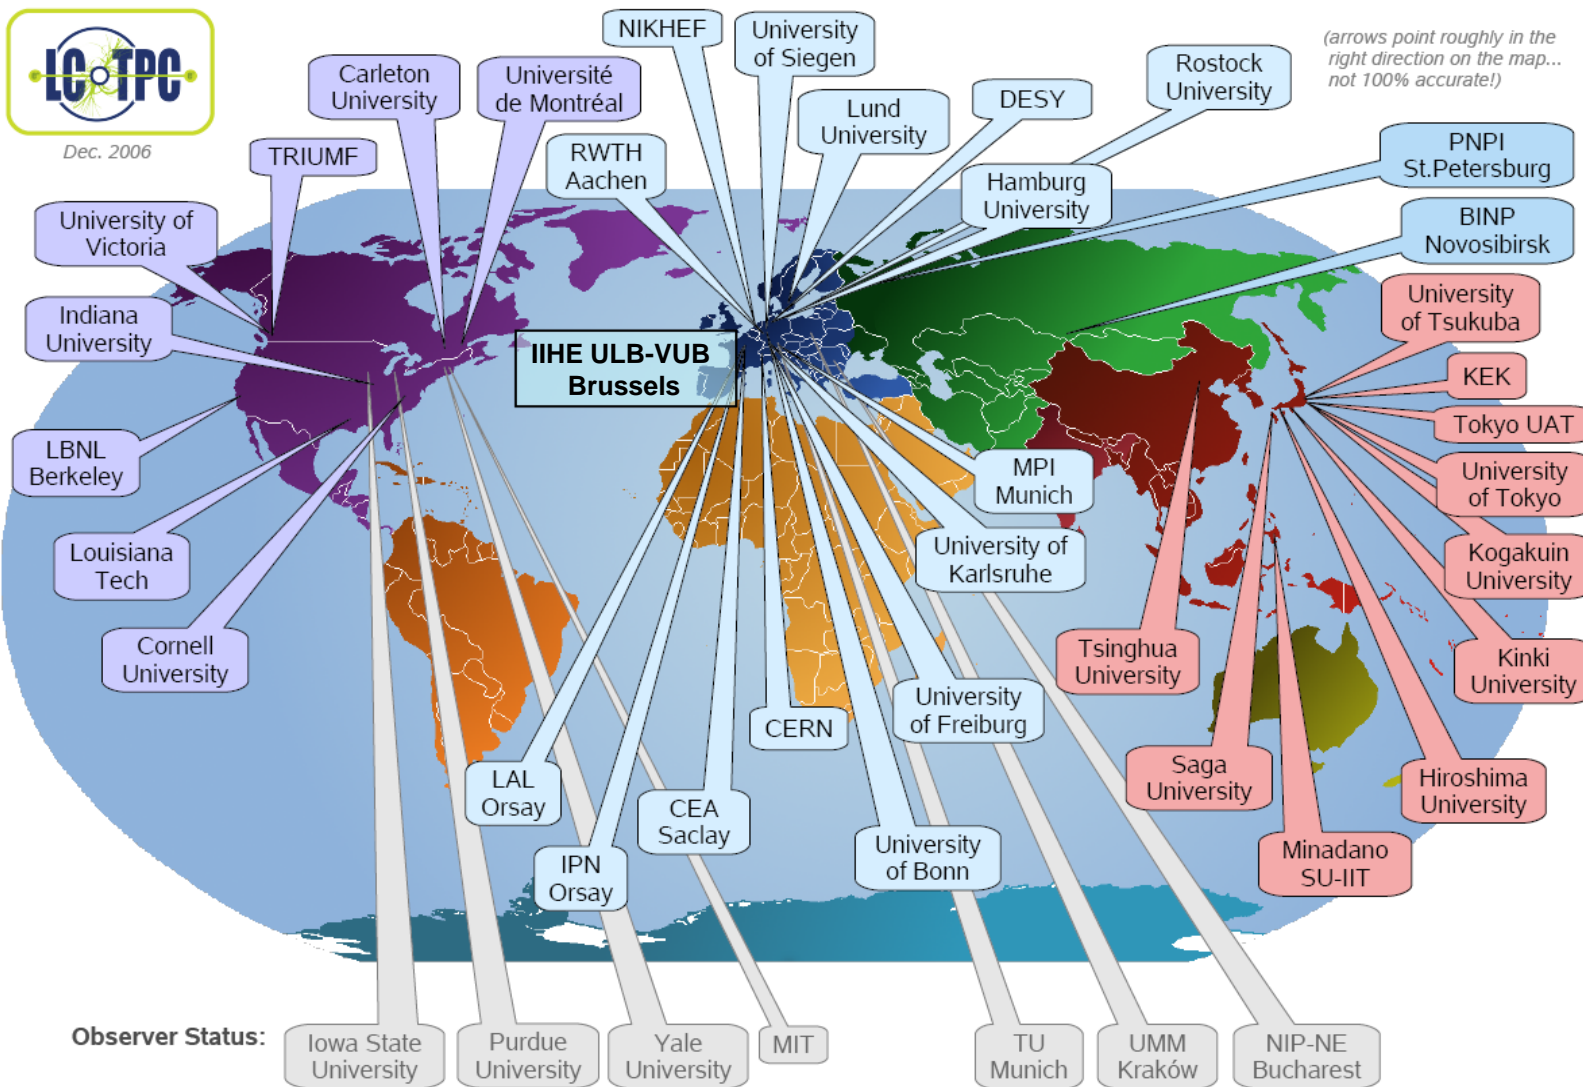 LC TPC
Dec. 2006
NIKHEF
University
of Siegen
(arrows point roughly in the
right direction on the map...
not 100% accurate!)
Carleton
University
Université
de Montréal
Rostock
University
DESY
Lund
University
TRIUMF
RWTH
Aachen
PNPI
St.Petersburg
Hamburg
University
University of
Victoria
BINP
Novosibirsk
Indiana
University
University
of Tsukuba
IIHE ULB-VUB
Brussels
KEK
Tokyo UAT
LBNL
Berkeley
MPI
Munich
University
of Tokyo
Louisiana
Tech
University of
Karlsruhe
Kogakuin
University
Cornell
University
Tsinghua
University
Kinki
University
University
of Freiburg
CERN
LAL
Orsay
Saga
University
Hiroshima
University
CEA
Saclay
IPN
Orsay
University
of Bonn
Minadano
SU-IIT
Observer Status:
Iowa State
University
Purdue
University
Yale
University
MIT
TU
Munich
UMM
Kraków
NIP-NE
Bucharest